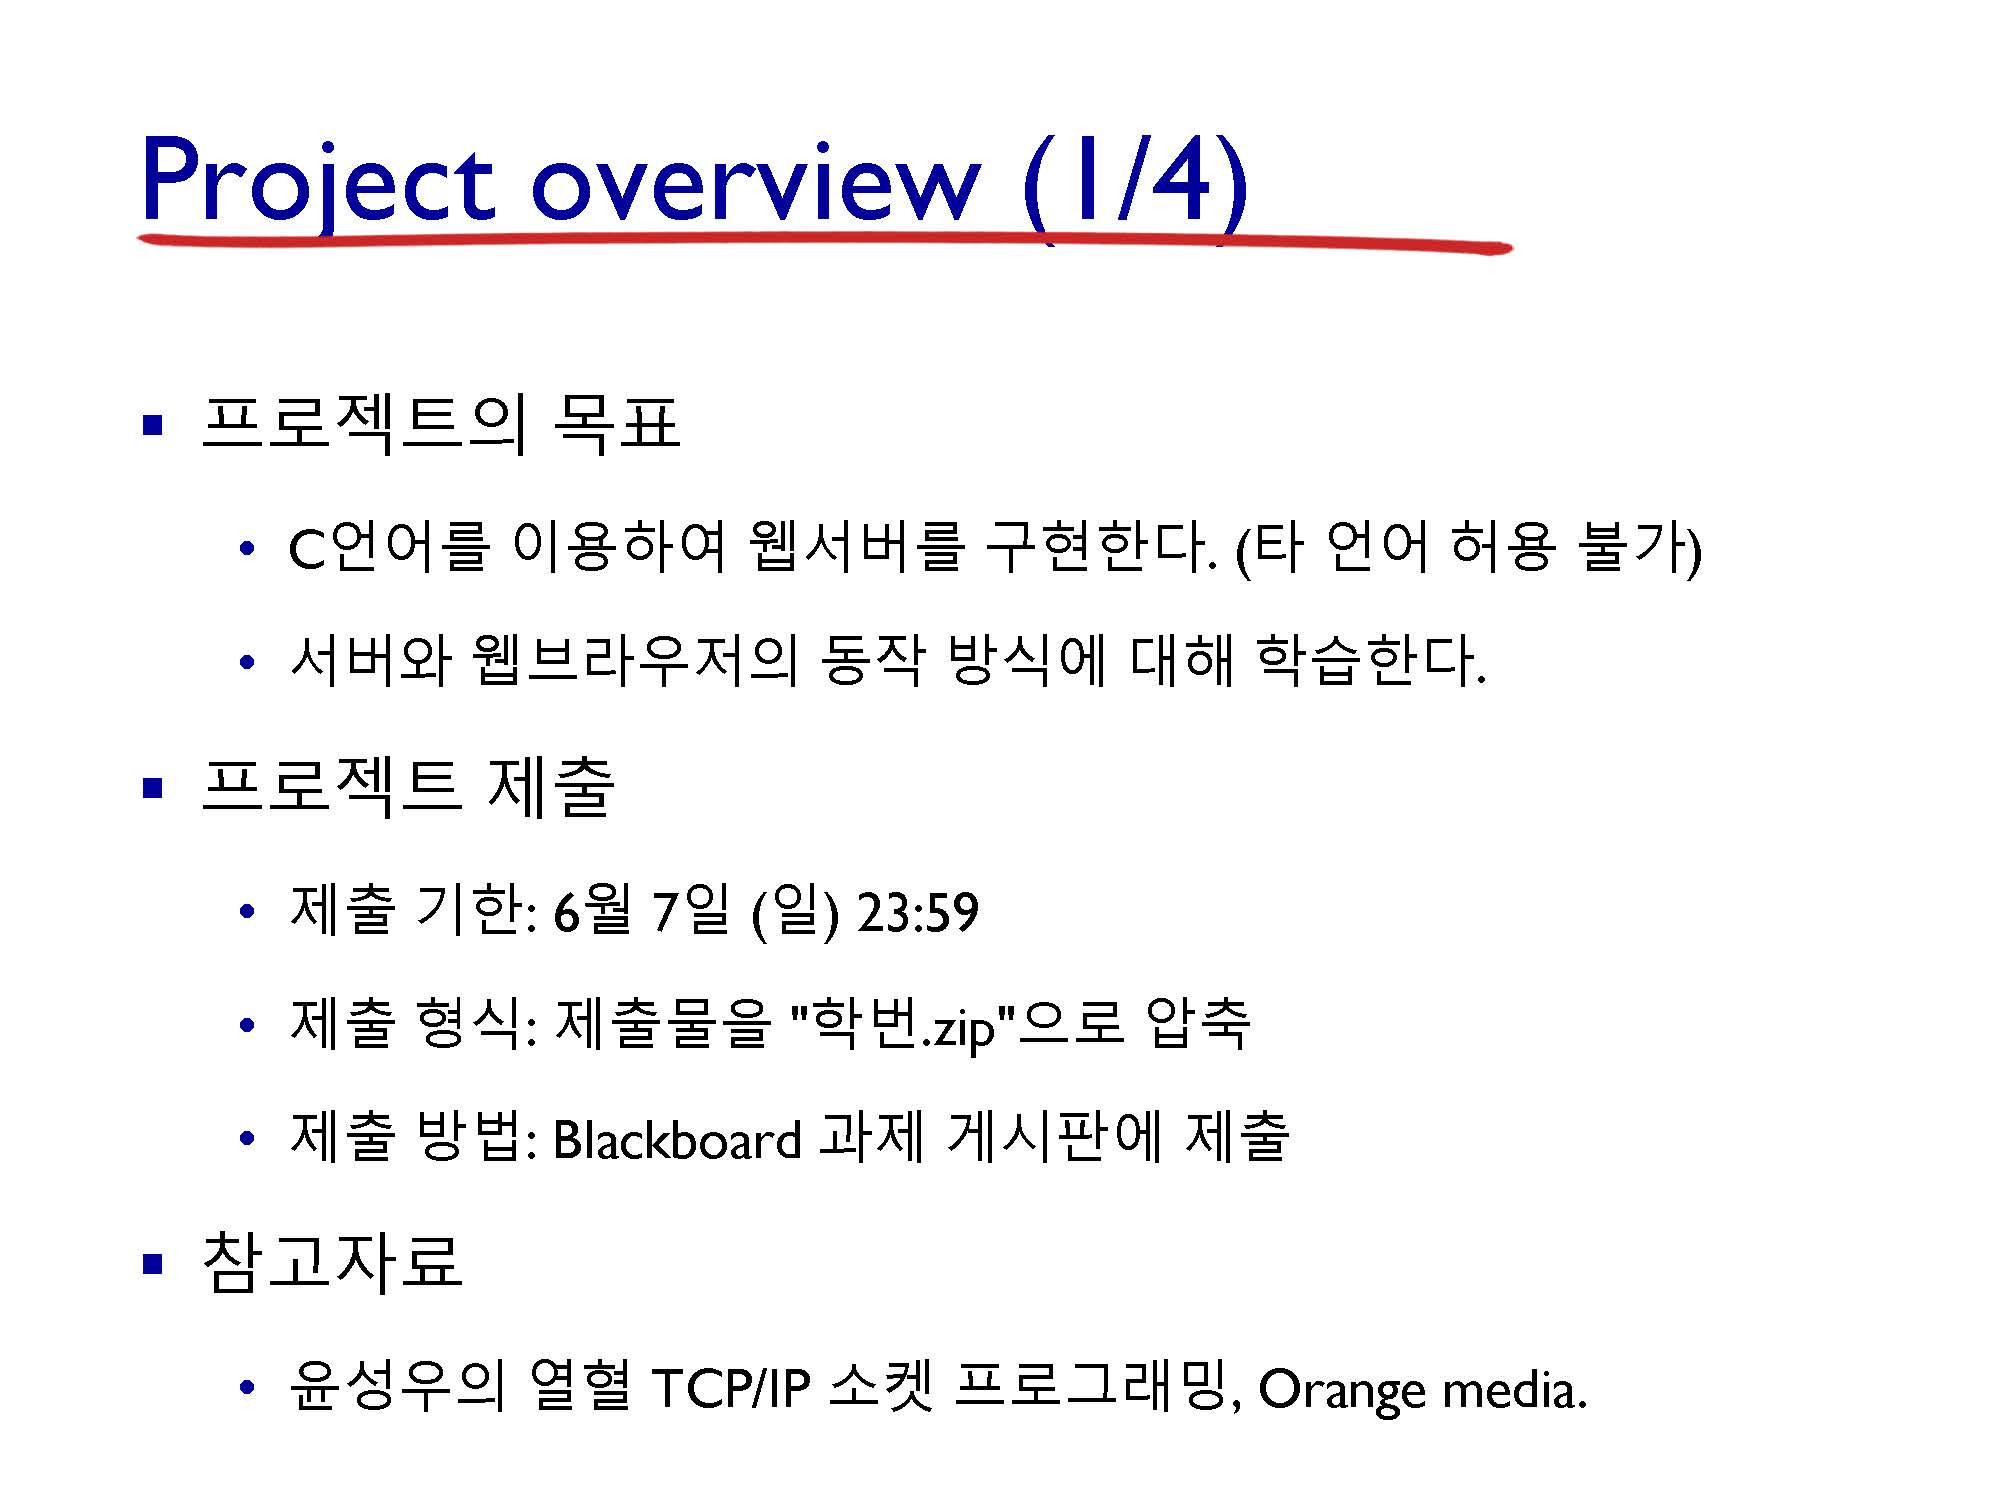 Project overview (1/4)
프로젝트의 목표
C언어를 이용하여 웹서버를 구현한다. (타 언어 허용 불가)
서버와 웹브라우저의 동작 방식에 대해 학습한다.
프로젝트 제출
제출 기한: 6월 7일 (일) 23:59
제출 형식: 제출물을 "학번.zip"으로 압축
제출 방법: Blackboard 과제 게시판에 제출
참고자료
윤성우의 열혈 TCP/IP 소켓 프로그래밍, Orange media.